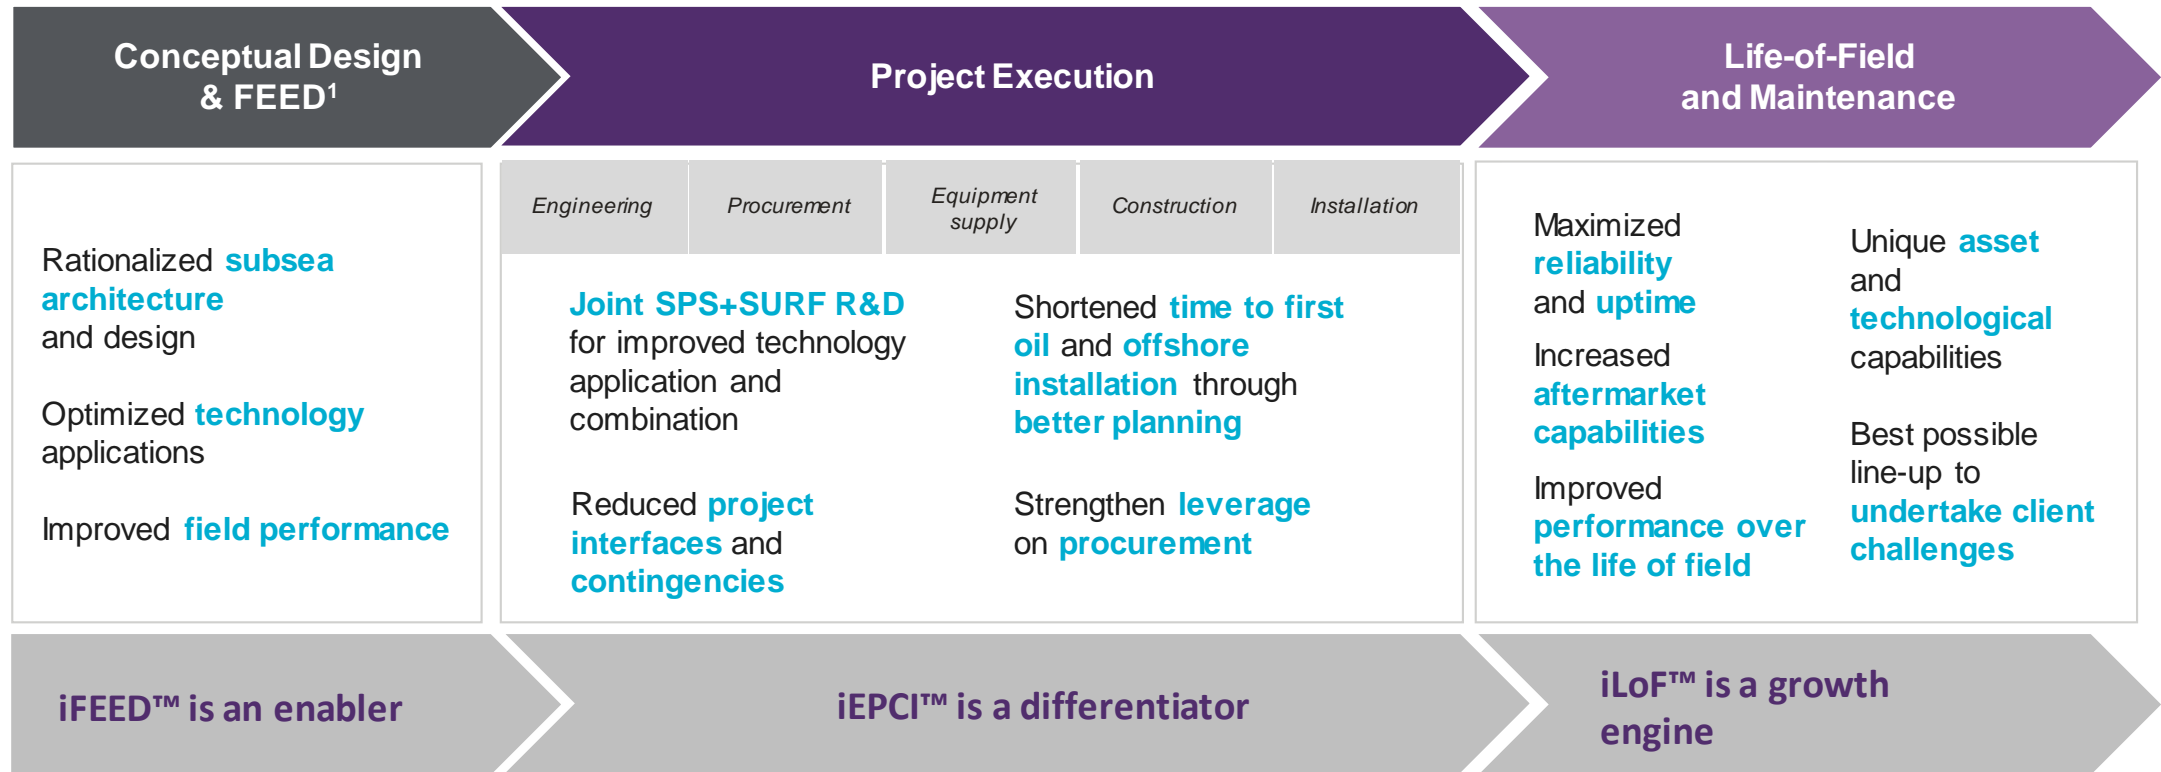 Conceptual Design
& FEED¹
Project Execution
Life-of-Field
and Maintenance
Rationalized subsea
architecture
and design
Optimized technology
applications
Improved field performance
Engineering
Procurement
Equipment
supply
Construction
Installation
Joint SPS+SURF R&D
for improved technology
application and
combination
Reduced project
interfaces and
contingencies
Shortened time to first
oil and offshore
installation through
better planning
Strengthen leverage
on procurement
Maximized
reliability
and uptime
Increased
aftermarket
capabilities
Improved
performance over
the life of field
Unique asset
and
technological
capabilities
Best possible
line-up to
undertake client
challenges
iFEED™ is an enabler
iEPCI™ is a differentiator
iLoF™ is a growth
engine